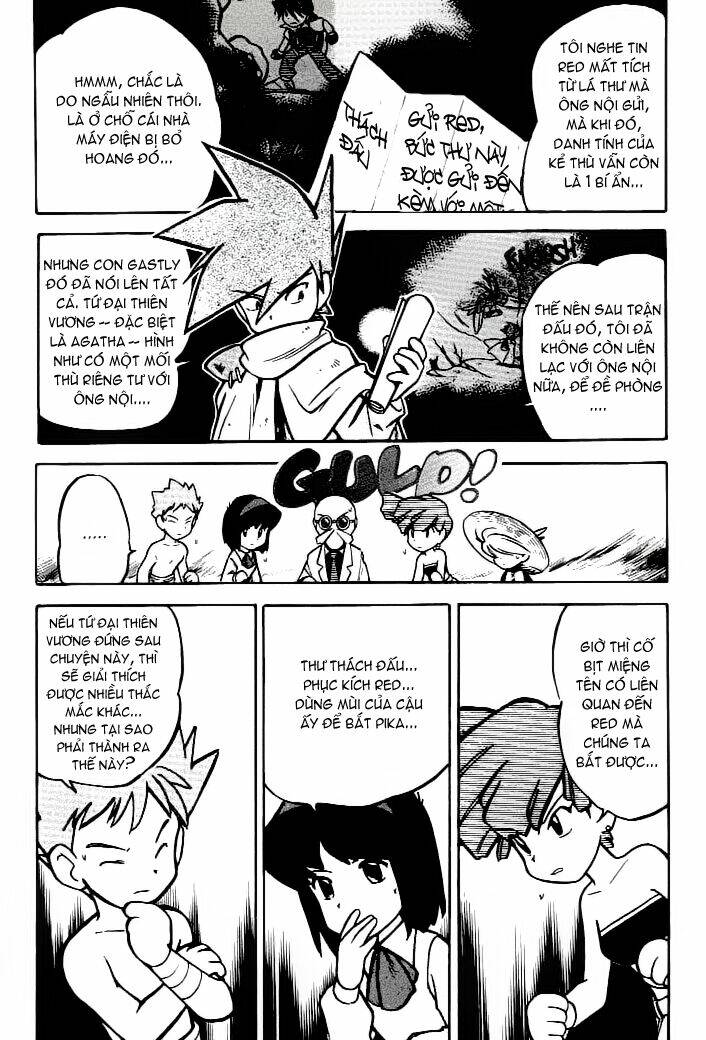 TÔI NGHE TIN
RED MẤT TÍCH
TỪ LÁ THƯ MÀ
ÔNG NỘI GỬI,
MÀ KHI ĐÓ,
DANH TÍNH CỦA
KẺ THÙ VẪN CÒN
LÀ 1 BÍ ẨN...
THÁCH
ĐẤU
GỬI RED,
BỨC THƯ NÀY
ĐƯỢC GỬI ĐẾN
KÈM VỚI MỘT
HMMM, CHẮC LÀ
DO NGẪU NHIÊN THÔI.
LÀ Ở CHỖ CÁI NHÀ
MÁY ĐIỆN BỊ BỎ
HOANG ĐÓ...
THẾ NÊN SAU TRẬN
ĐẤU ĐÓ, TÔI ĐÃ
KHÔNG CÒN LIÊN
LẠC VỚI ÔNG NỘI
NỮA, ĐỂ ĐỀ PHÒNG
....
NHƯNG CON GASTLY
ĐÓ ĐÃ NÓI LÊN TẤT
CẢ. TỨ ĐẠI THIÊN
VƯƠNG ~ ĐẶC BIỆT
LÀ AGATHA ~ HÌNH
NHƯ CÓ MỘT MỐI
THÙ RIÊNG TƯ VỚI
ÔNG NỘI....
GULD!
.....
GIỜ THÌ CỐ
BỊT MIỆNG
TÊN CÓ LIÊN
QUAN ĐẾN
RED MÀ
CHÚNG TA
BẮT ĐƯỢC...
THƯ THÁCH ĐẤU...
PHỤC KÍCH RED...
DÙNG MÙI CỦA CẬU
ẤY ĐỂ BẮT PIKA...
NẾU TỨ ĐẠI THIÊN
VƯƠNG ĐỨNG SAU
CHUYỆN NÀY, THÌ
SẼ GIẢI THÍCH
ĐƯỢC NHIỀU THẮC
MẮC KHÁC...
NHƯNG TẠI SAO
PHẢI THÀNH RA
THẾ NÀY?